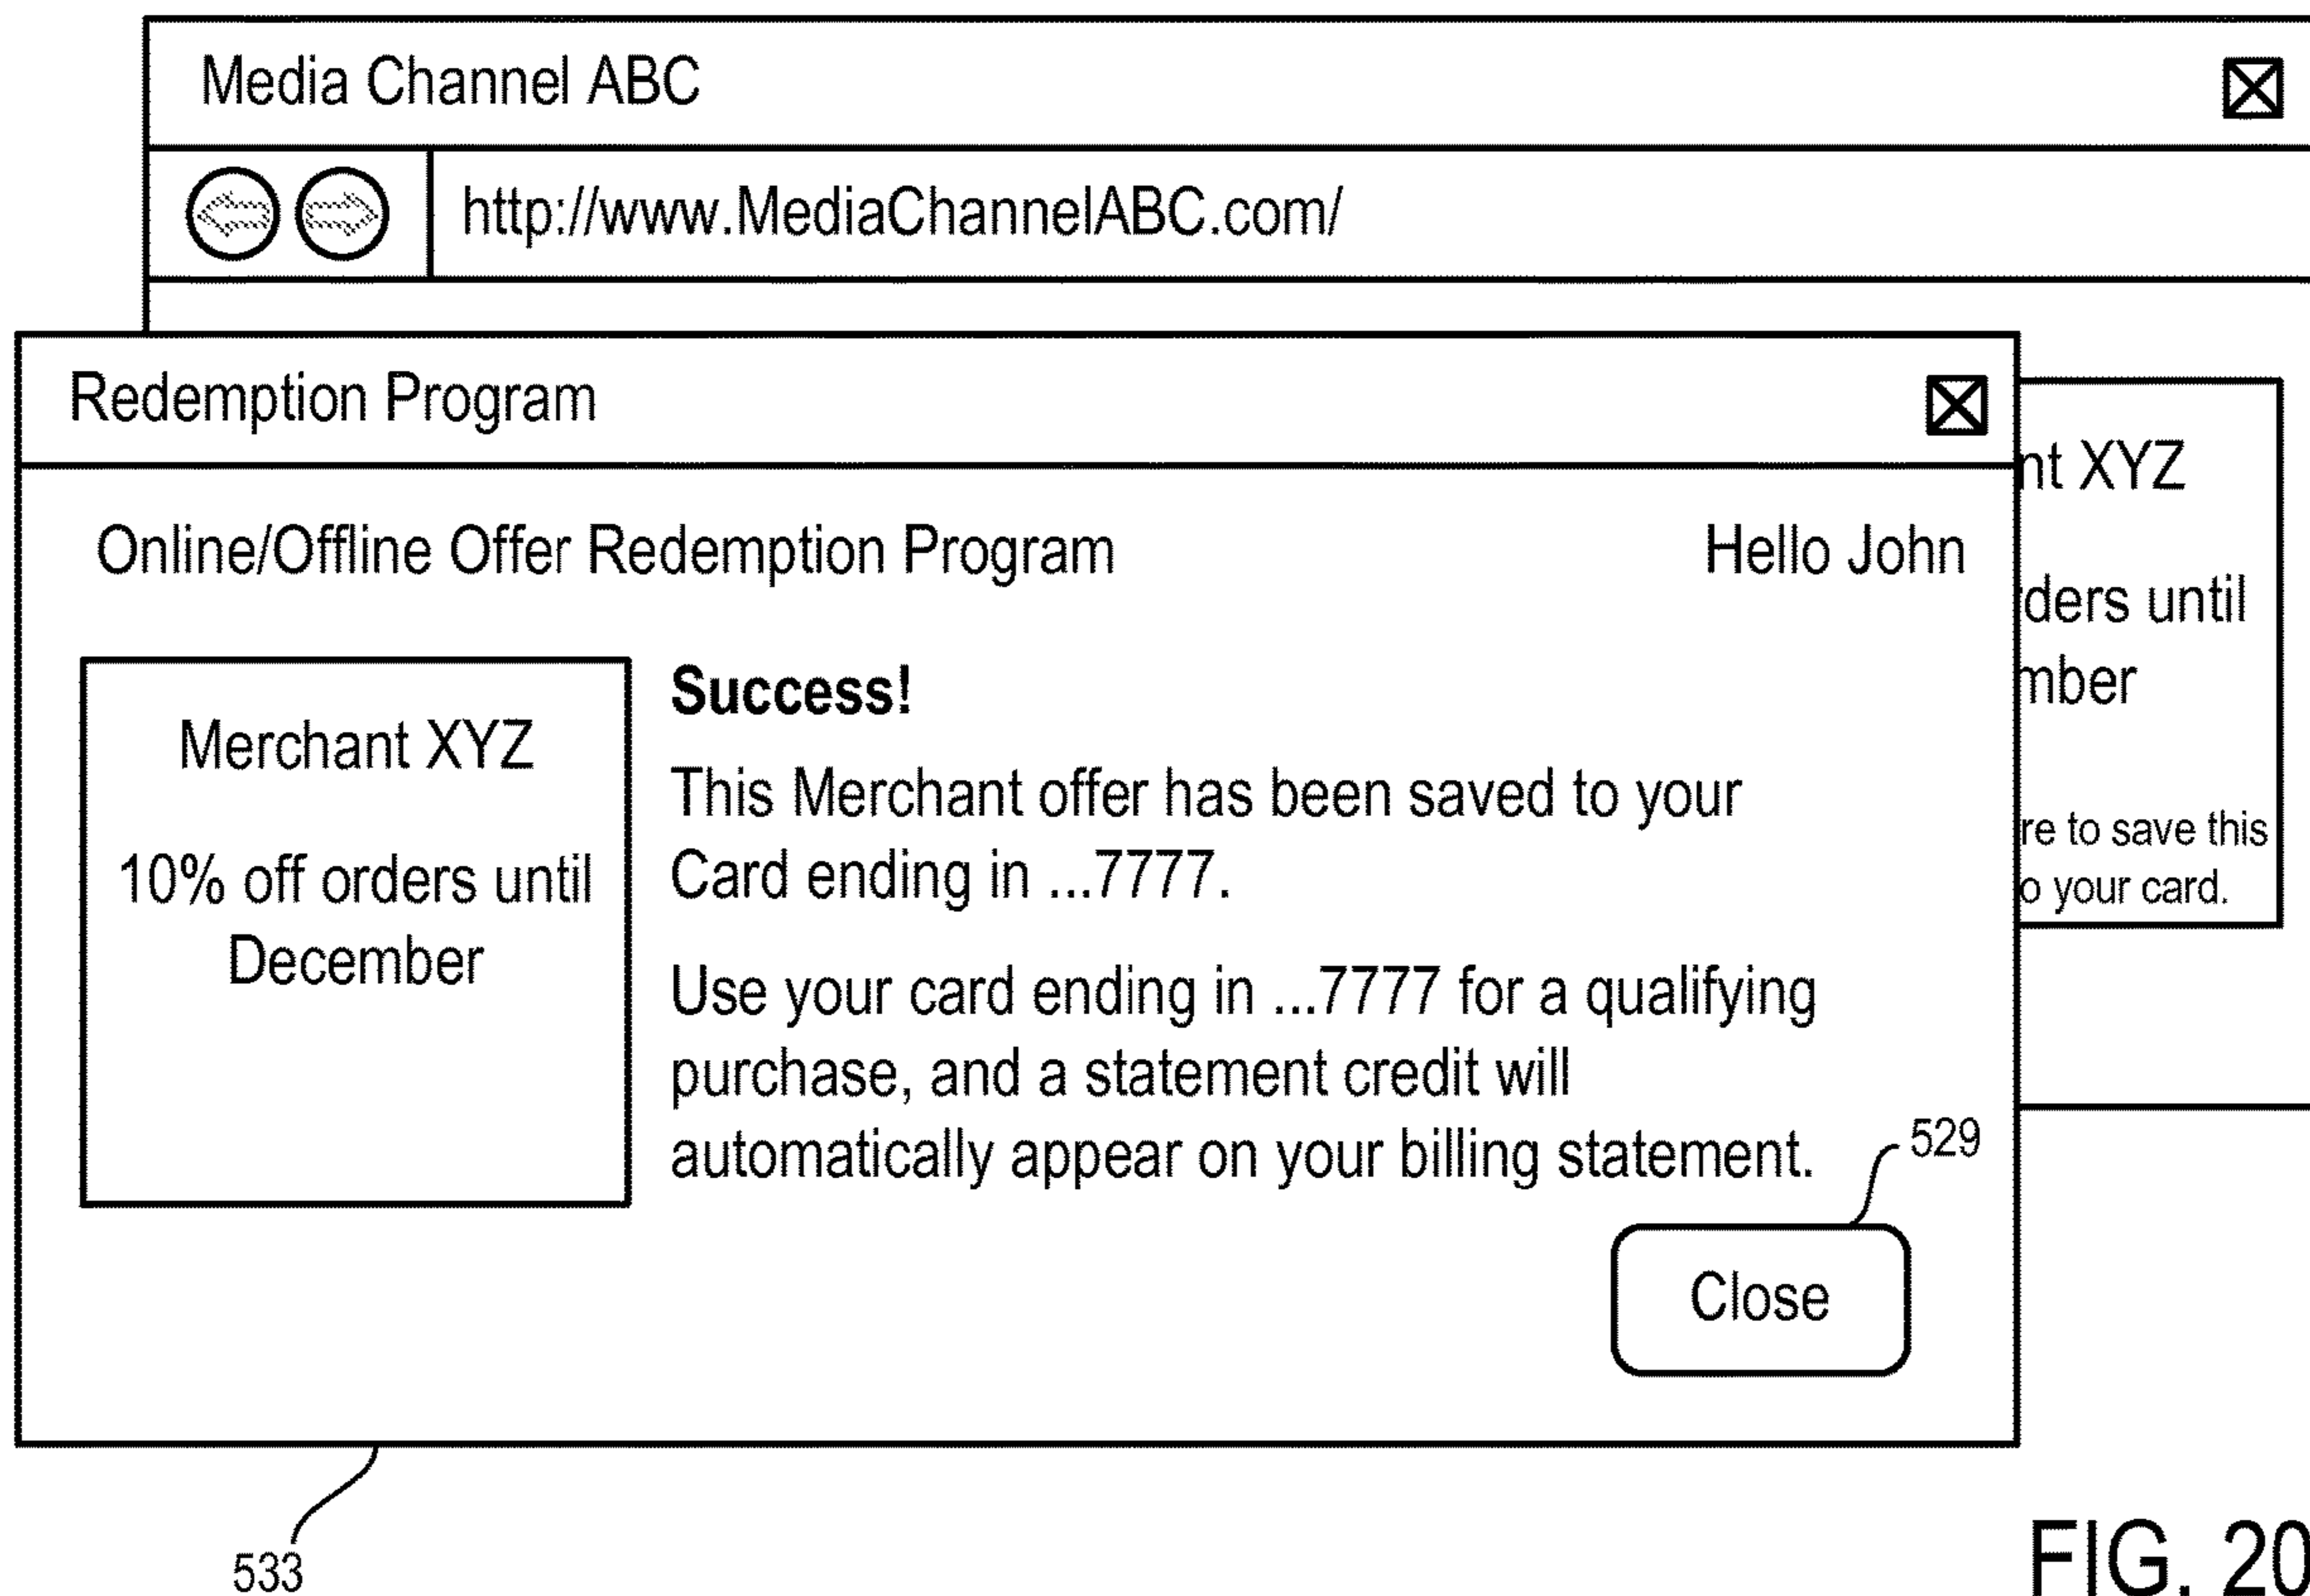 Media Channel ABC
http://www.MediaChannelABC.com/
Redemption Program
Online/Offline Offer Redemption Program
Hello John
Merchant XYZ
10% off orders until
December
Success!
This Merchant offer has been saved to your
Card ending in ...7777.
Use your card ending in ...7777 for a qualifying
purchase, and a statement credit will
automatically appear on your billing statement.
529
Close
nt XYZ
ders until
mber
re to save this
o your card.
533
FIG. 20